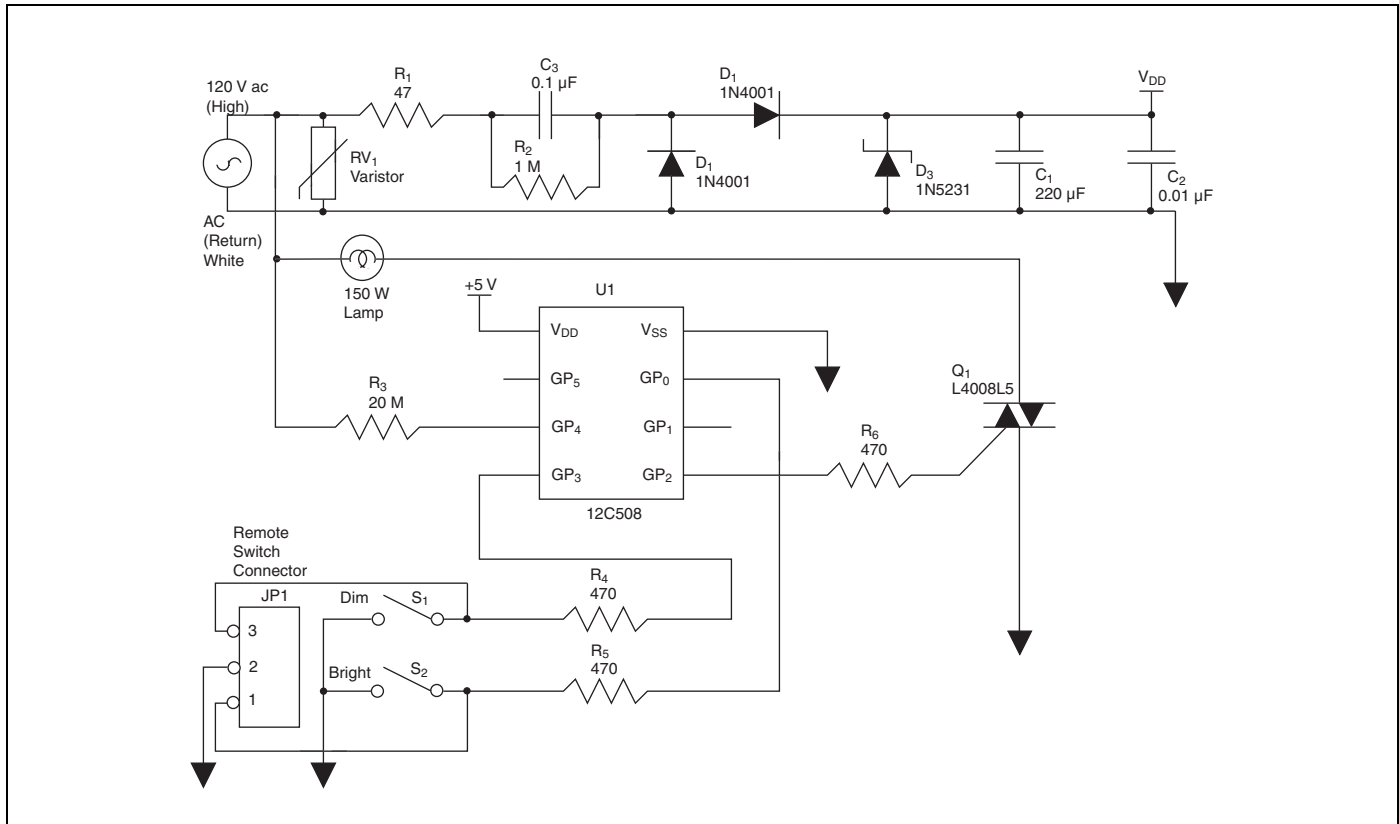 120 V ac
(High)
R1
47
C3
0.1 µF
R2
1 M
D1
1N4001
VDD
RV1
Varistor
D1
1N4001
D3
1N5231
C1
220 µF
C2
0.01 µF
AC
(Return)
White
150 W
Lamp
+5 V
U1
VDD
VSS
GP5
GP0
GP4
GP1
GP3
GP2
12C508
R3
20 M
Q1
L4008L5
R6
470
Remote
Switch
Connector
JP1
3
2
1
Dim
S1
R4
470
Bright
S2
R5
470